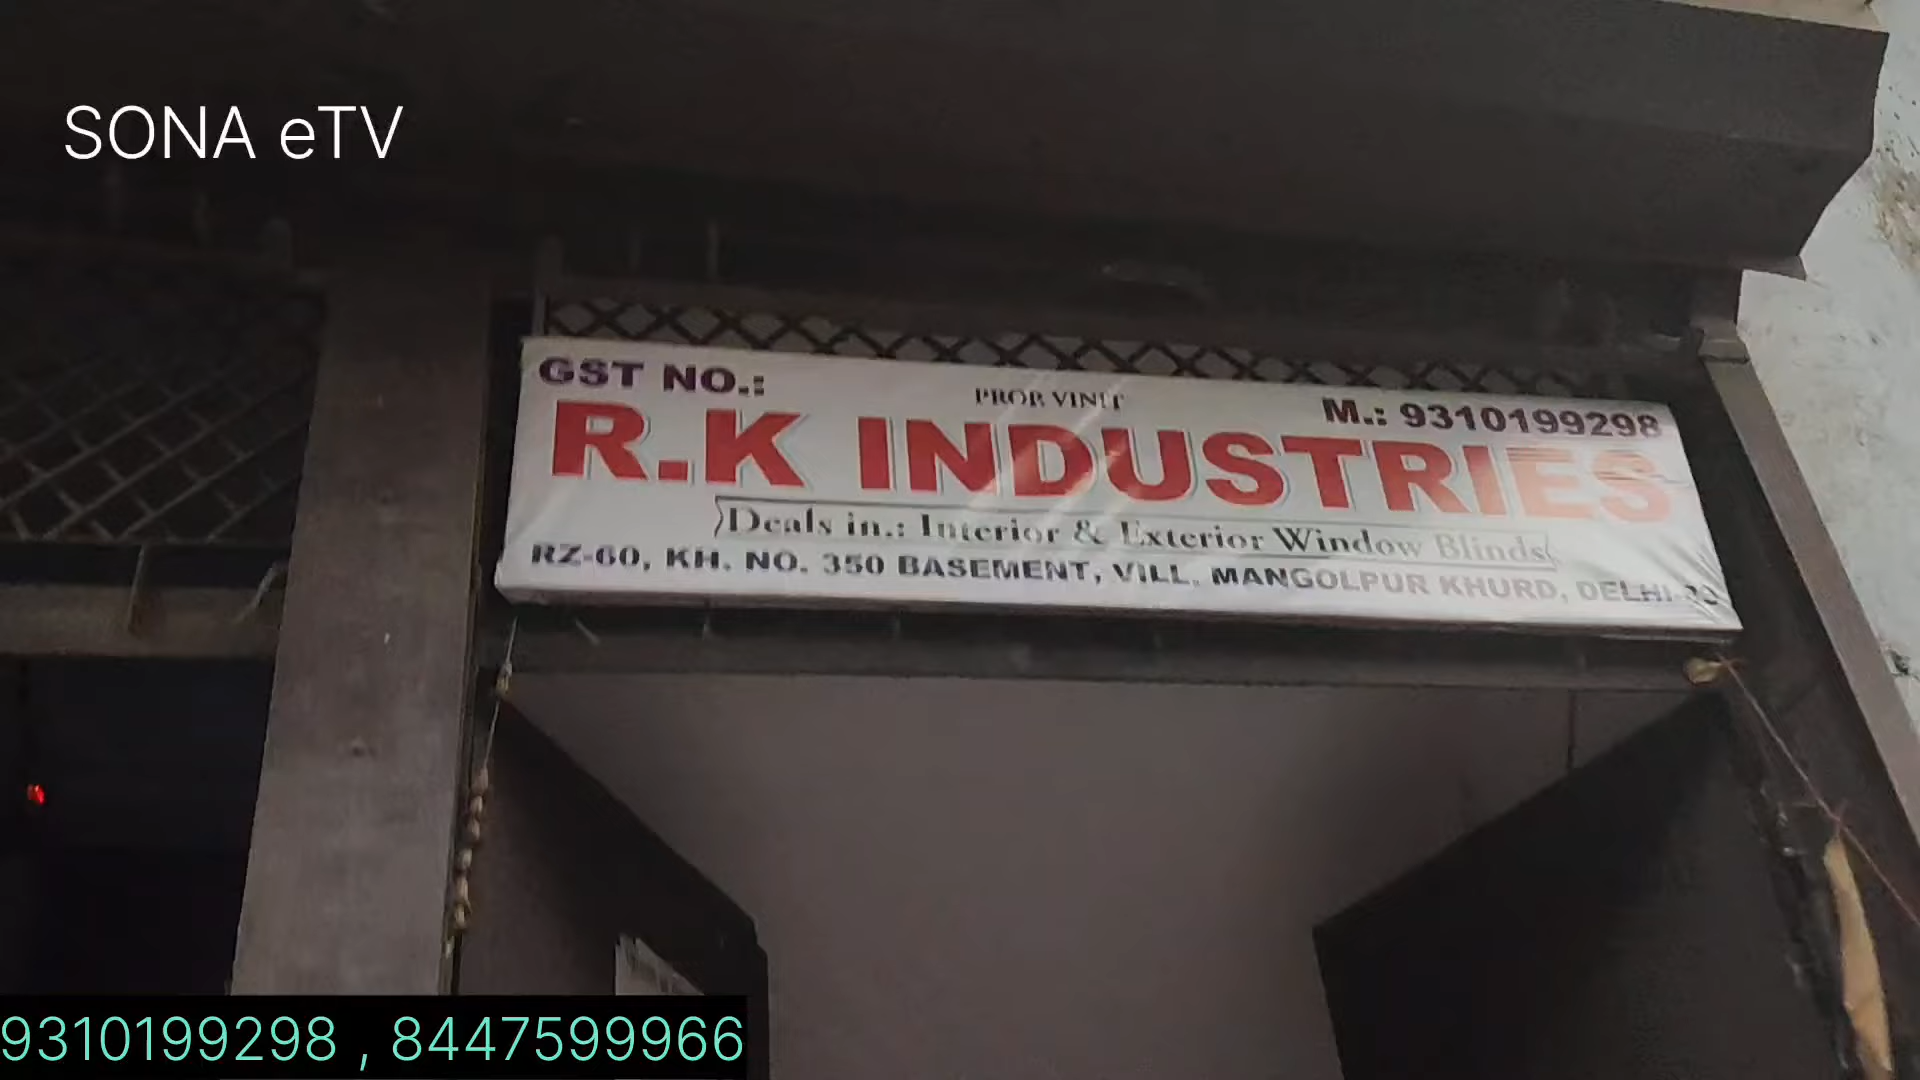 SONA eTV
GST NO.:
PROP. VINIT
M.: 9310199298
R.K INDUSTRIES
Deals in.: Interior & Exterior Window Blinds
RZ-60, KH. NO. 350 BASEMENT, VILL. MANGOLPUR KHURD, DELHI-
9310199298 , 8447599966